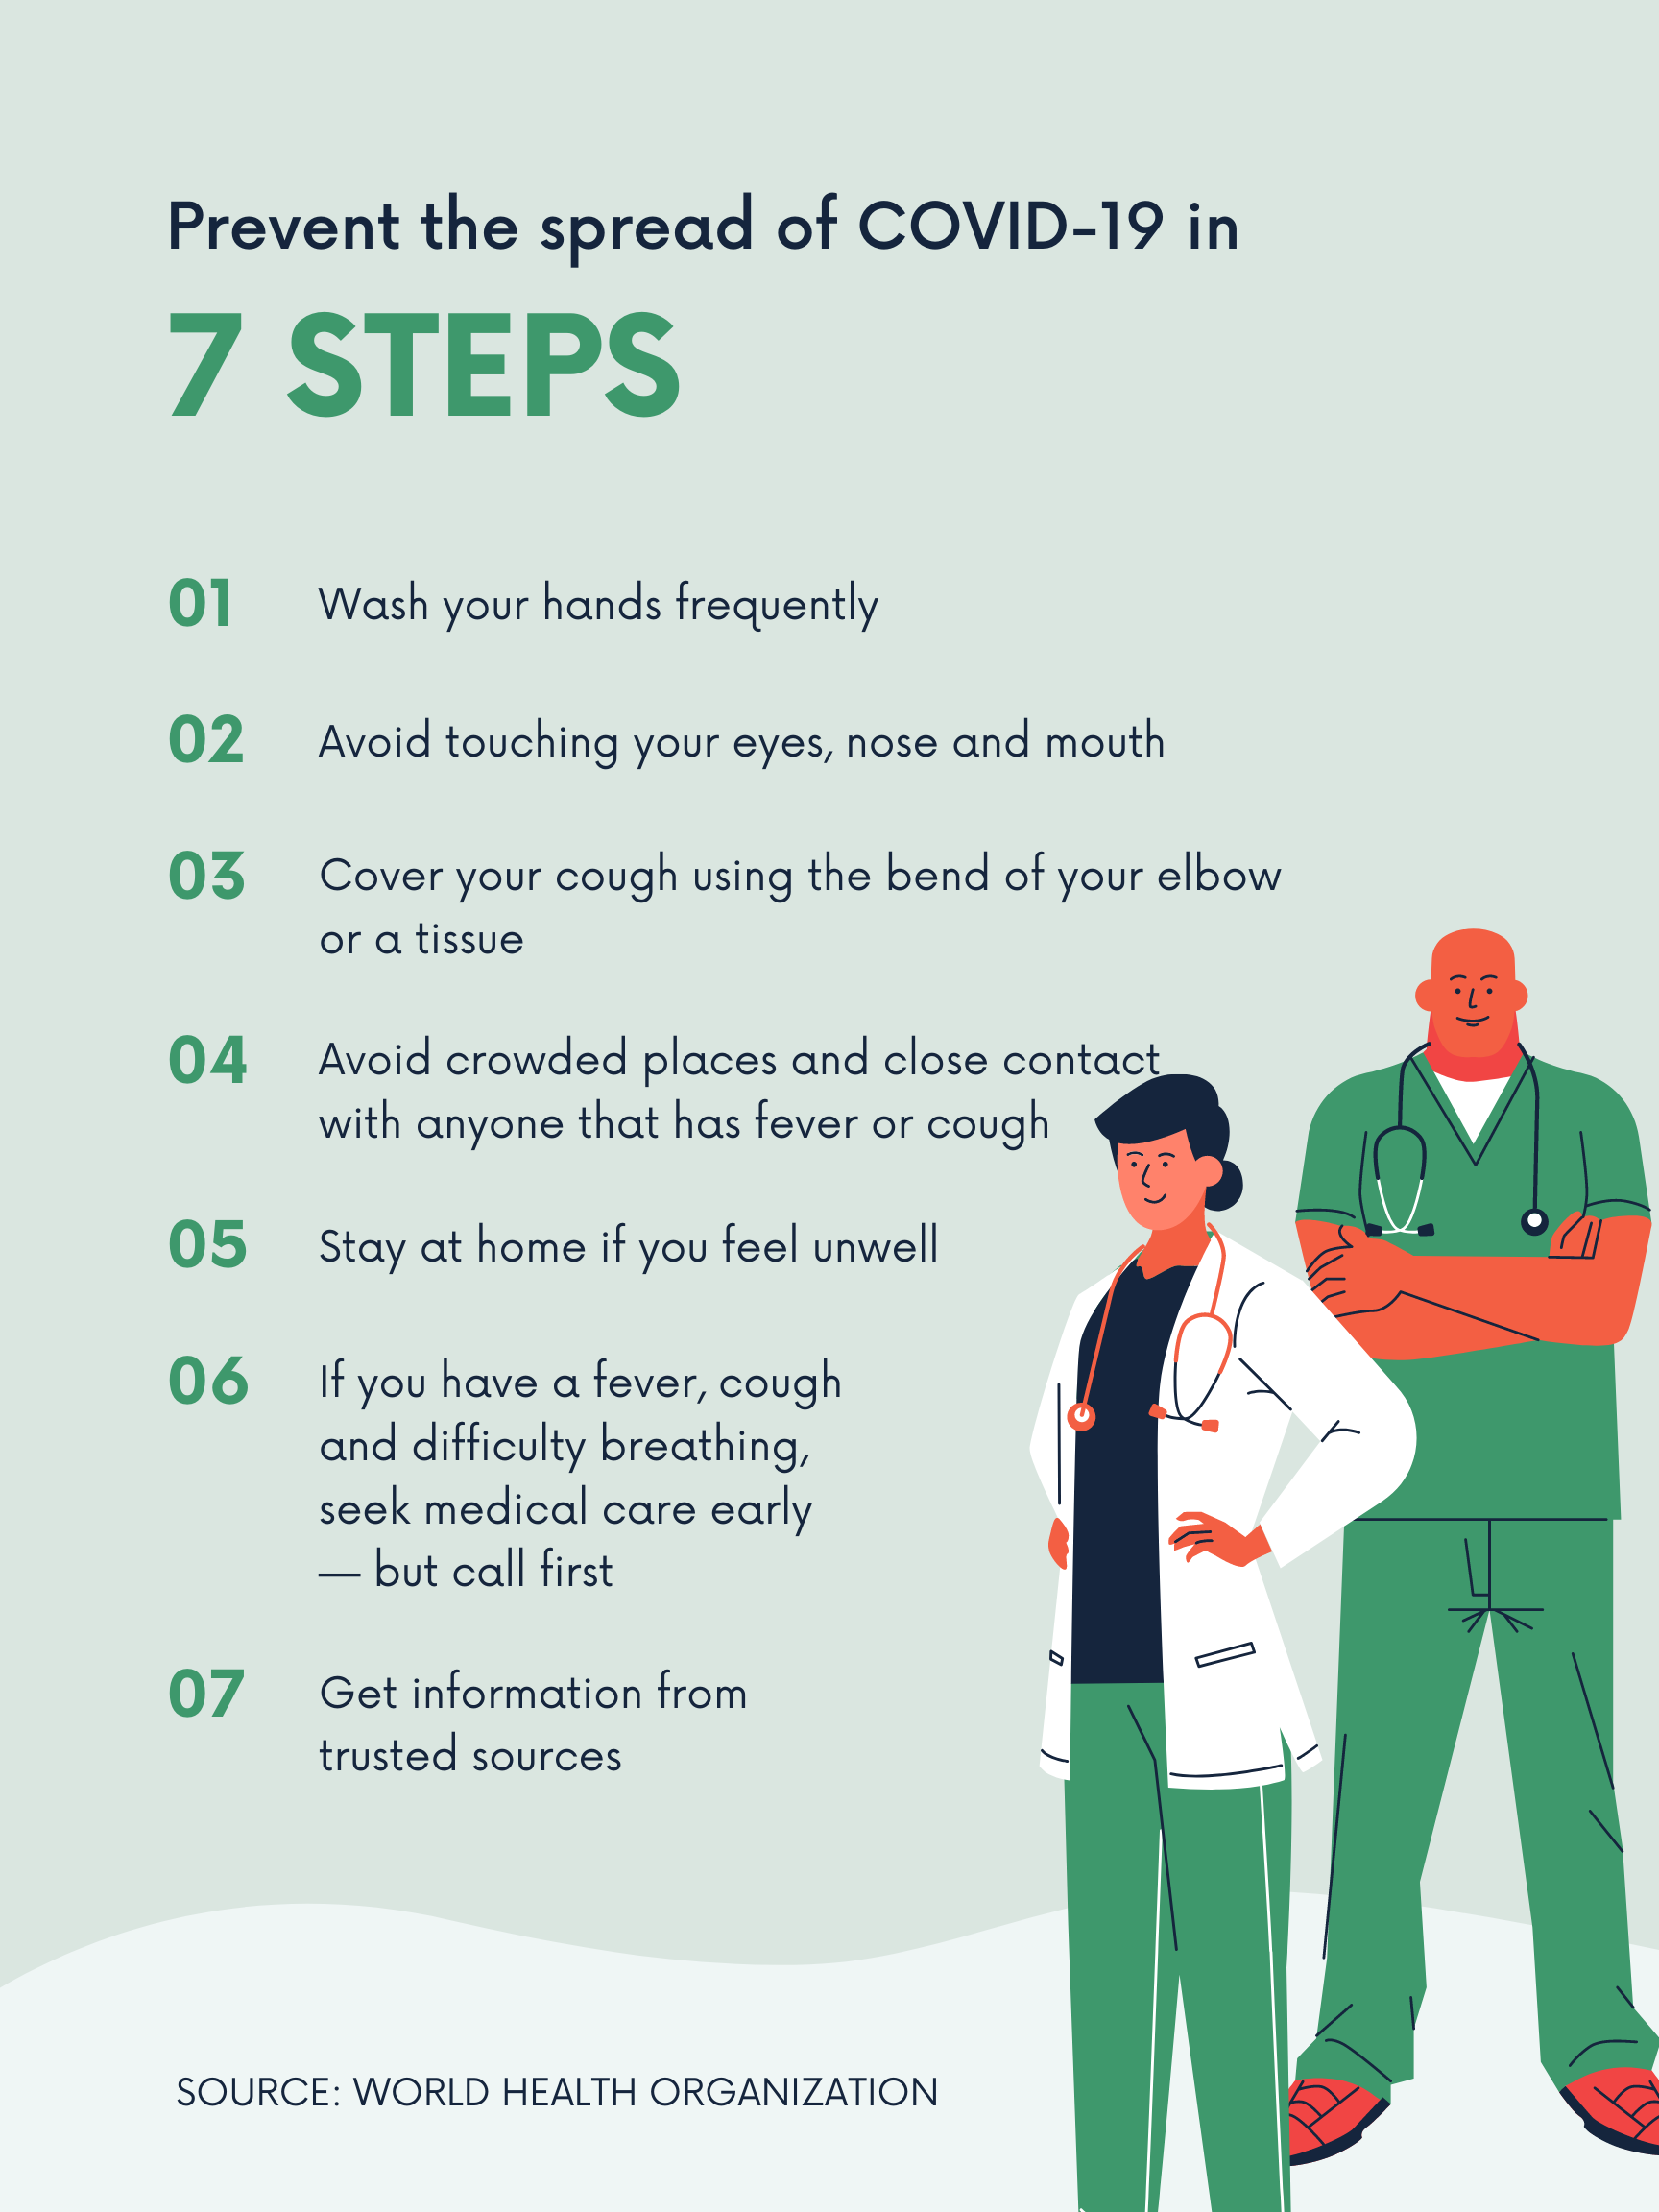 Prevent the spread of COVID-19 in
7 STEPS
01 Wash your hands frequently
02 Avoid touching your eyes, nose and mouth
03 Cover your cough using the bend of your elbow
or a tissue
04 Avoid crowded places and close contact
with anyone that has fever or cough
05 Stay at home if you feel unwell
06 If you have a fever, cough
and difficulty breathing,
seek medical care early
— but call first
07 Get information from
trusted sources
SOURCE: WORLD HEALTH ORGANIZATION